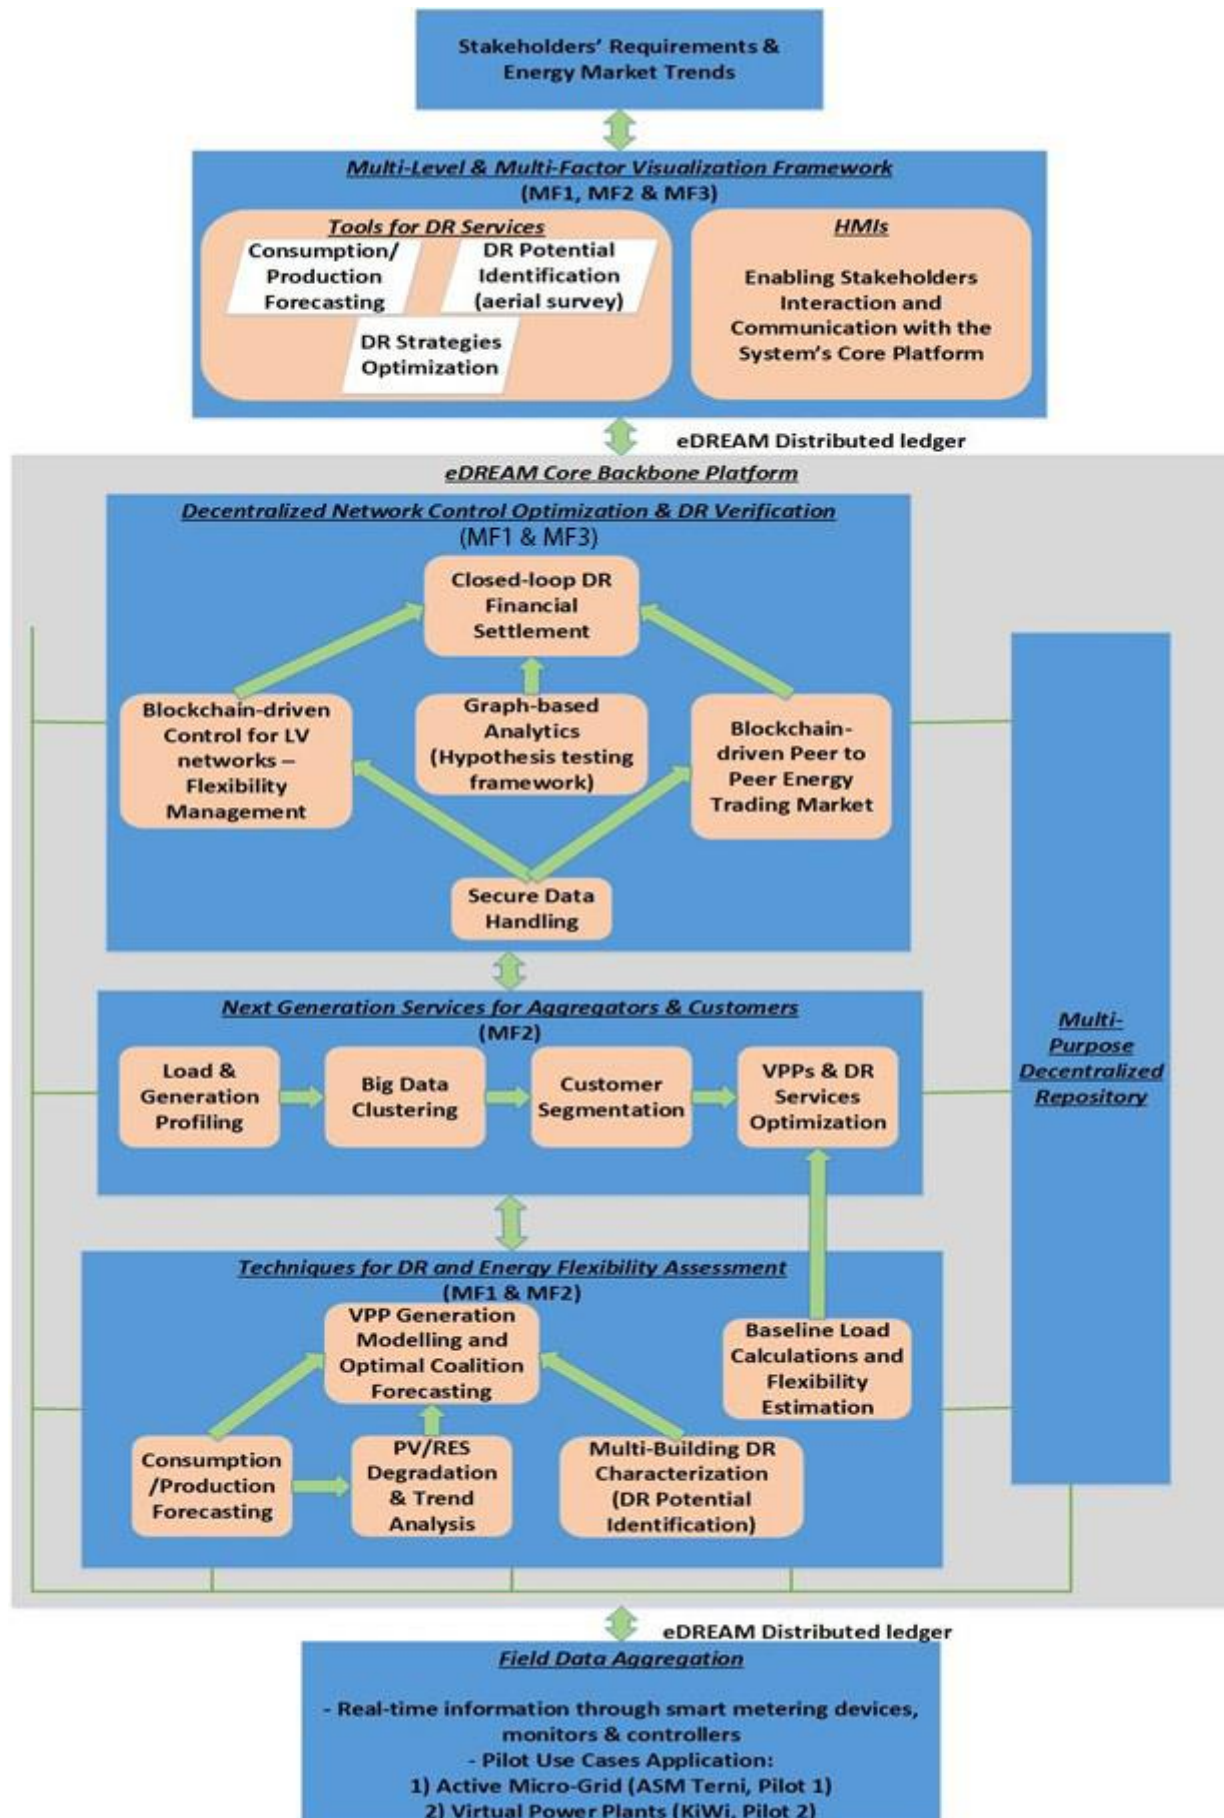 Stakeholders' Requirements &
Energy Market Trends
Multi-Level & Multi-Factor Visualization Framework
(MF1, MF2 & MF3)
Tools for DR Services
Consumption/
Production
Forecasting
DR Potential
Identification
(aerial survey)
DR Strategies
Optimization
HMIs
Enabling Stakeholders
Interaction and
Communication with the
System's Core Platform
eDREAM Distributed ledger
eDREAM Core Backbone Platform
Decentralized Network Control Optimization & DR Verification
(MF1 & MF3)
Closed-loop DR
Financial
Settlement
Blockchain-driven
Control for LV
networks –
Flexibility
Management
Graph-based
Analytics
(Hypothesis testing
framework)
Blockchain-
driven Peer to
Peer Energy
Trading Market
Secure Data
Handling
Next Generation Services for Aggregators & Customers
(MF2)
Load &
Generation
Profiling
Big Data
Clustering
Customer
Segmentation
VPPs & DR
Services
Optimization
Multi-
Purpose
Decentralized
Repository
Techniques for DR and Energy Flexibility Assessment
(MF1 & MF2)
VPP Generation
Modelling and
Optimal Coalition
Forecasting
Baseline Load
Calculations and
Flexibility
Estimation
Consumption
/Production
Forecasting
PV/RES
Degradation
& Trend
Analysis
Multi-Building DR
Characterization
(DR Potential
Identification)
eDREAM Distributed ledger
Field Data Aggregation
- Real-time information through smart metering devices,
monitors & controllers
- Pilot Use Cases Application:
1) Active Micro-Grid (ASM Terni, Pilot 1)
2) Virtual Power Plants (KiWi, Pilot 2)